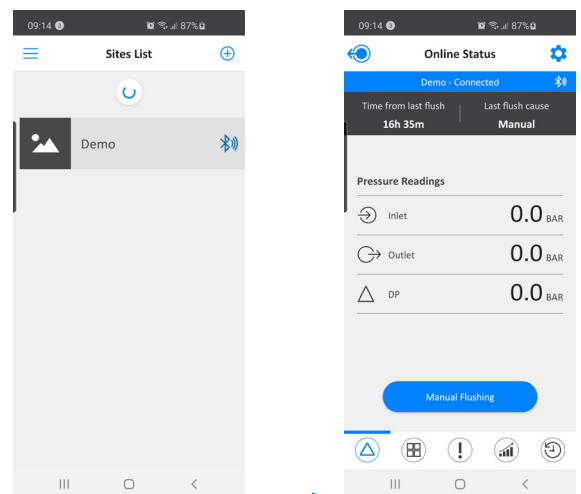 09:14 3 87%
Sites List
Demo
09:14 3 87%
Online Status
Demo - Connected
Time from last flush Last flush cause
16h 35m Manual
Pressure Readings
Inlet 0.0 BAR
Outlet 0.0 BAR
DP 0.0 BAR
Manual Flushing